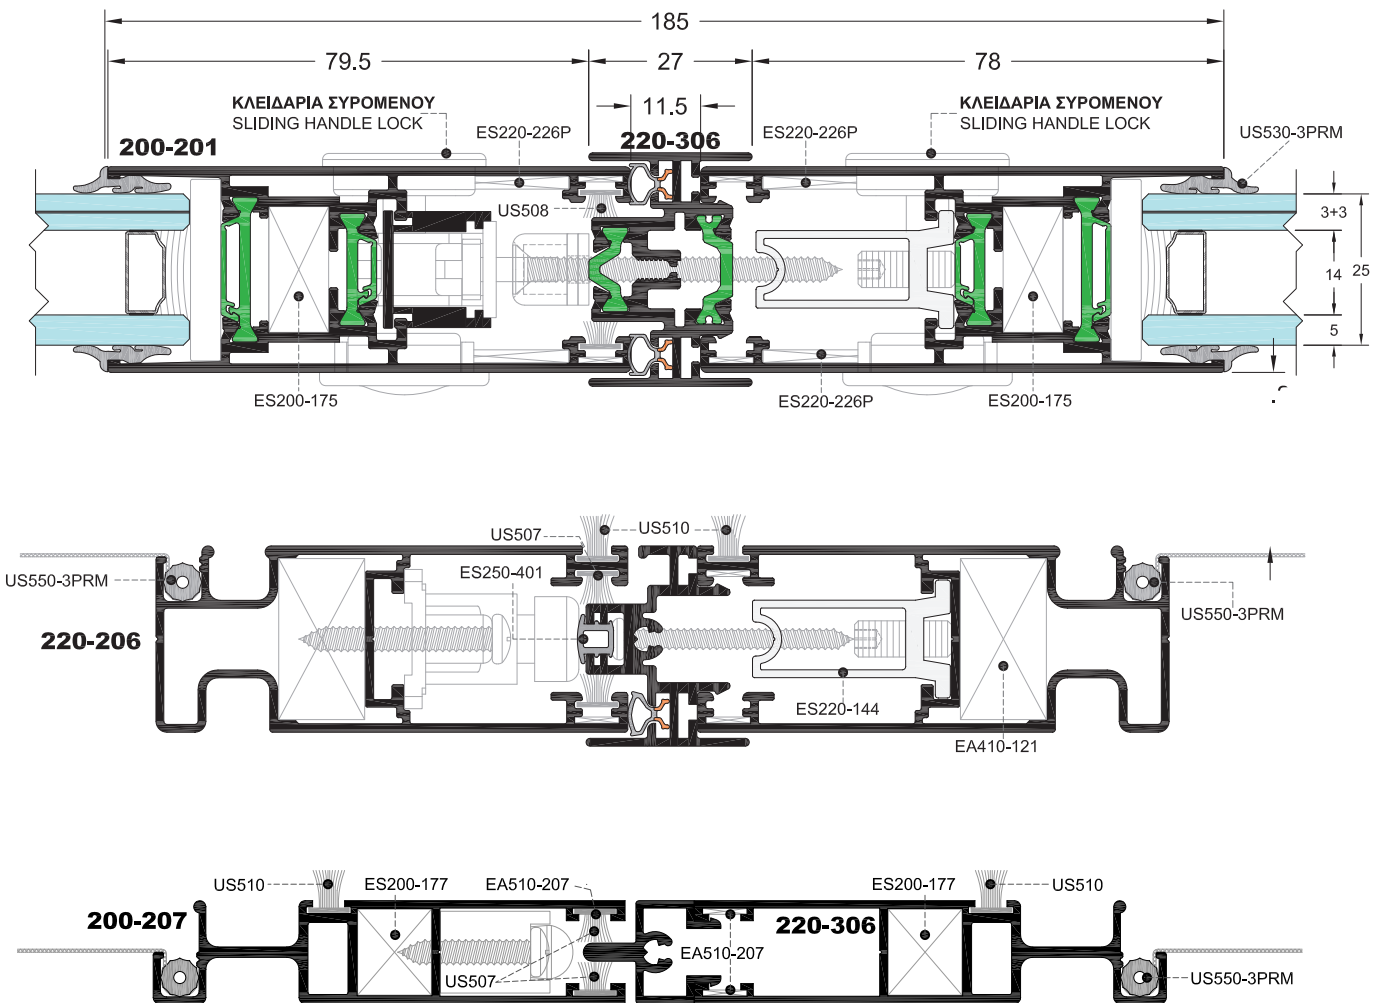 185
79.5
27
78
11.5
ΚΛΕΙΔΑΡΙΑ ΣΥΡΟΜΕΝΟΥ
SLIDING HANDLE LOCK
ES220-226P
220-306
ES220-226P
ΚΛΕΙΔΑΡΙΑ ΣΥΡΟΜΕΝΟΥ
SLIDING HANDLE LOCK
US530-3PRM
200-201
US508
3+3
14
25
5
ES200-175
ES220-226P
ES200-175
US507
US510
ES250-401
US550-3PRM
US550-3PRM
220-206
ES220-144
EA410-121
US510
ES200-177
EA510-207
ES200-177
US510
200-207
220-306
EA510-207
US507
US550-3PRM